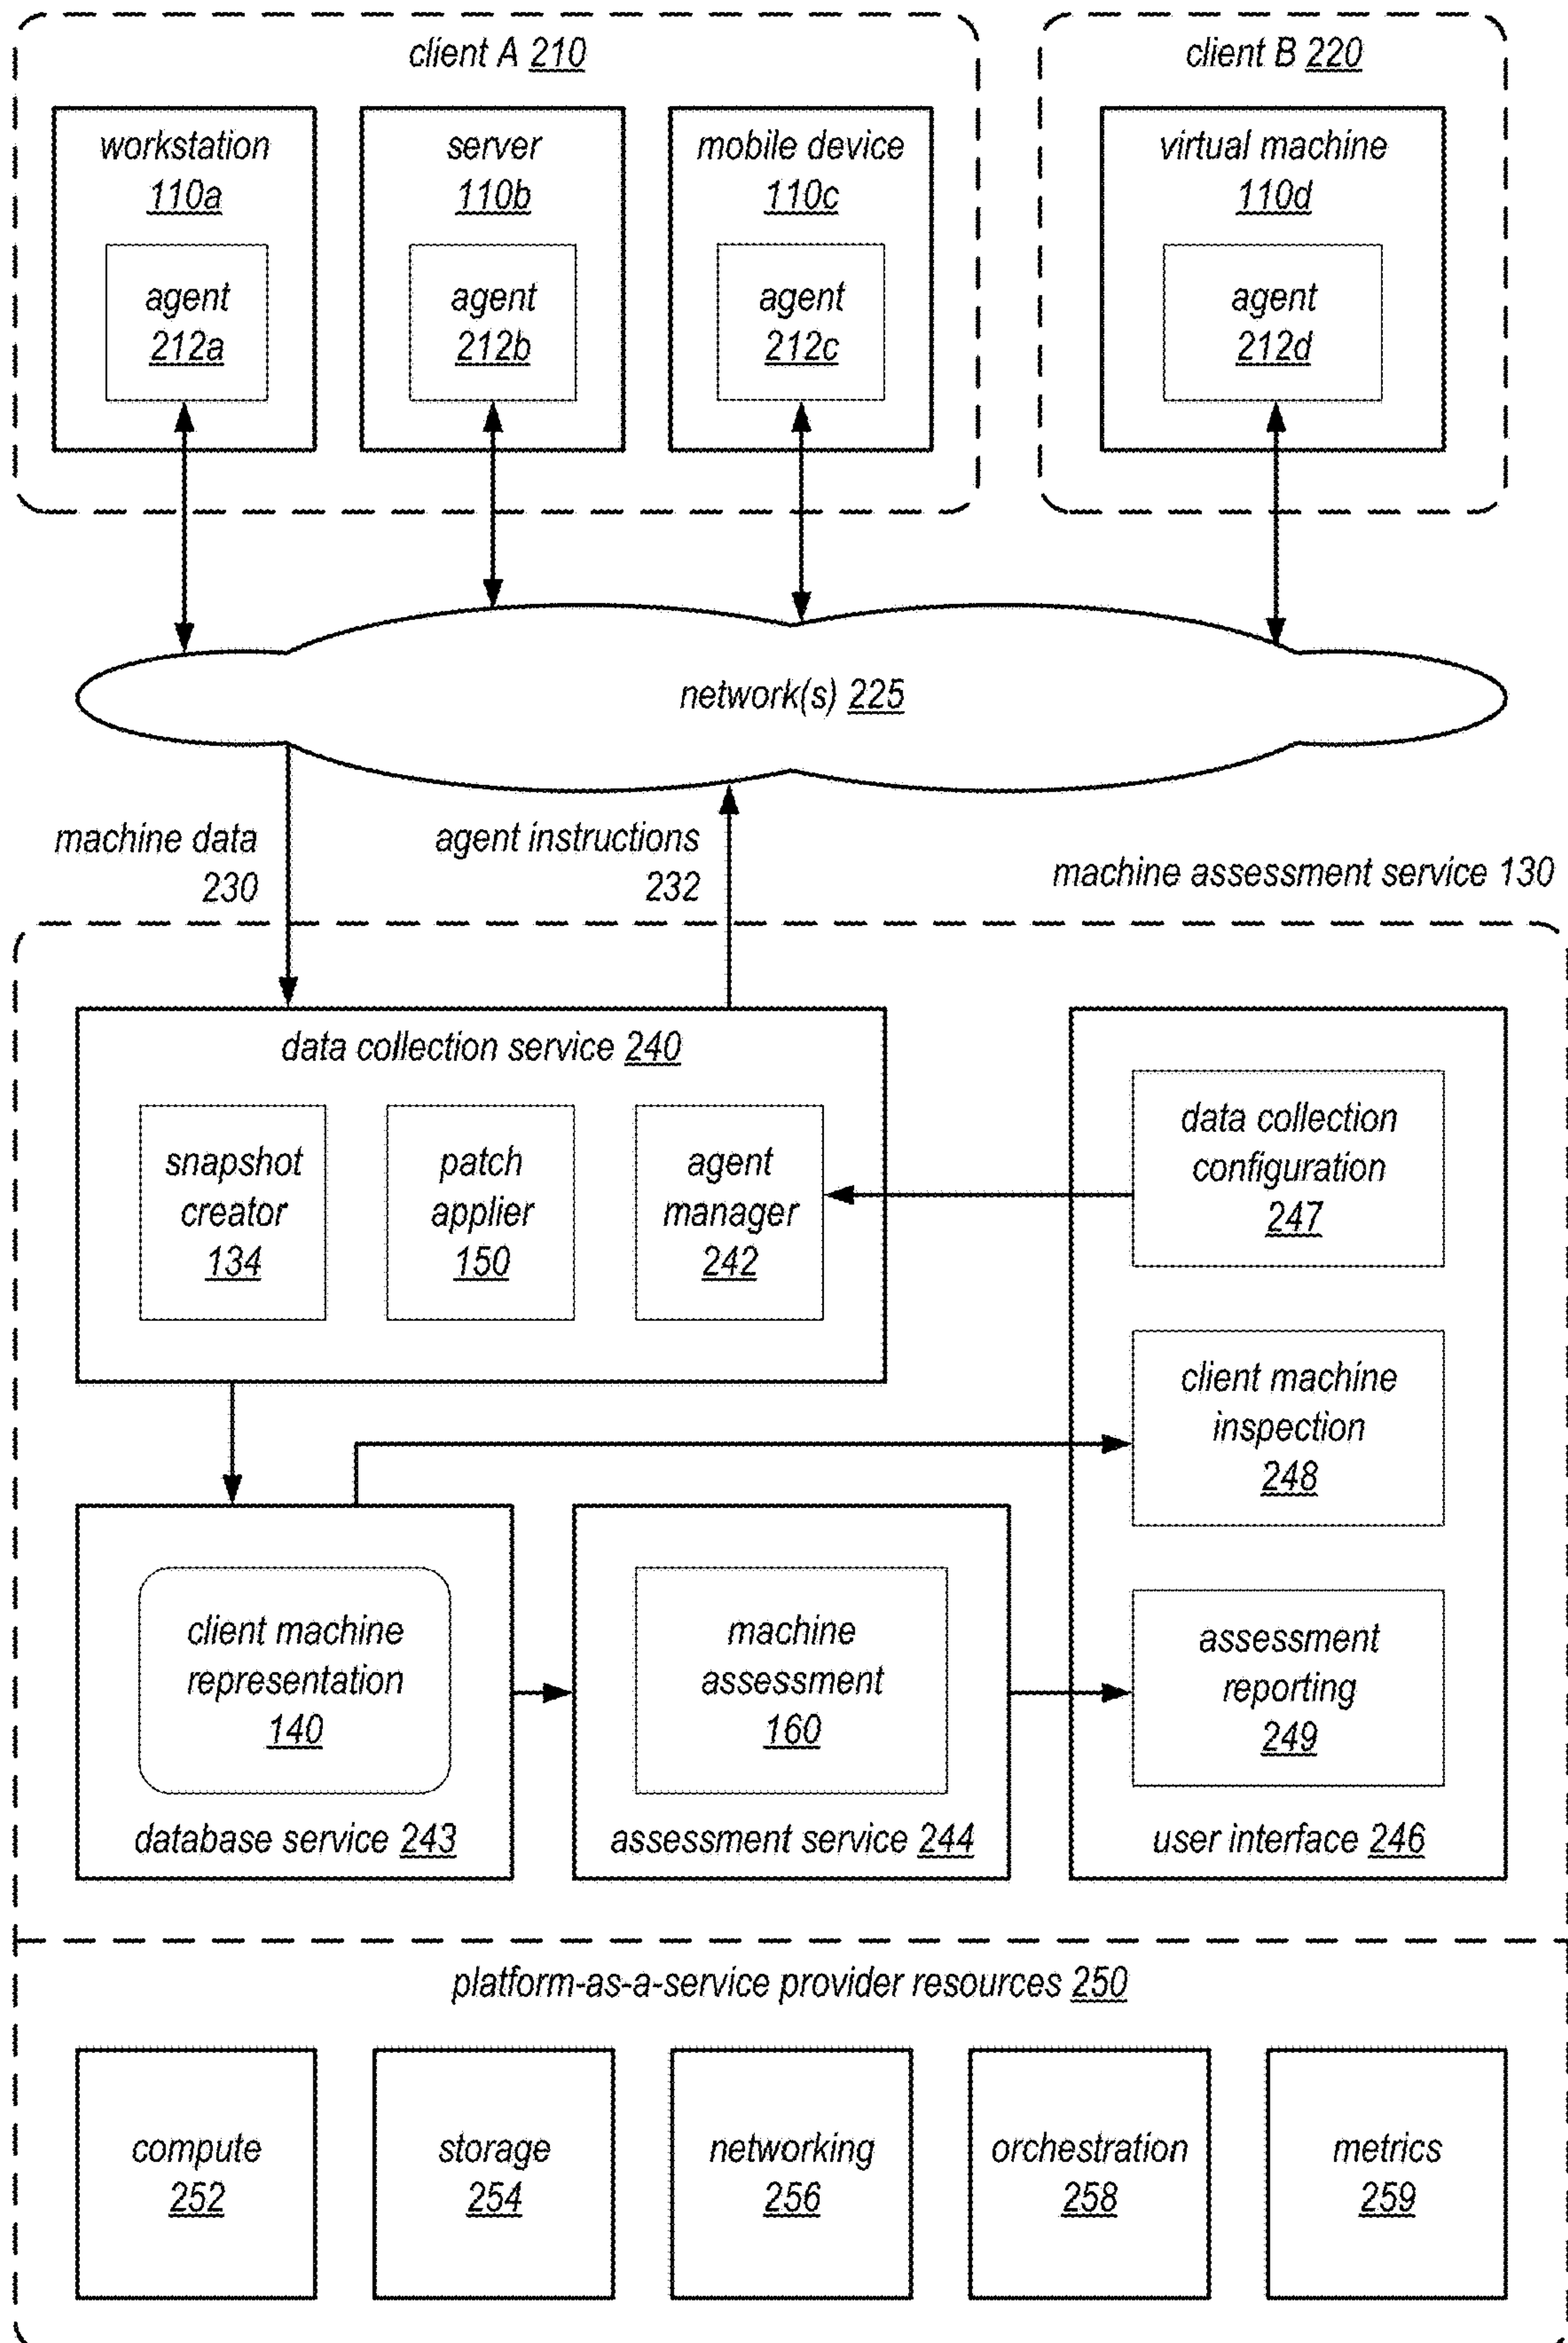 client A 210
client B 220
workstation
110a
server
110b
mobile device
110c
virtual machine
110d
agent
212a
agent
212b
agent
212c
agent
212d
network(s) 225
machine data
230
agent instructions
232
machine assessment service 130
data collection service 240
snapshot
creator
134
patch
applier
150
agent
manager
242
data collection
configuration
247
client machine
inspection
248
client machine
representation
140
database service 243
machine
assessment
160
assessment service 244
assessment
reporting
249
user interface 246
platform-as-a-service provider resources 250
compute
252
storage
254
networking
256
orchestration
258
metrics
259